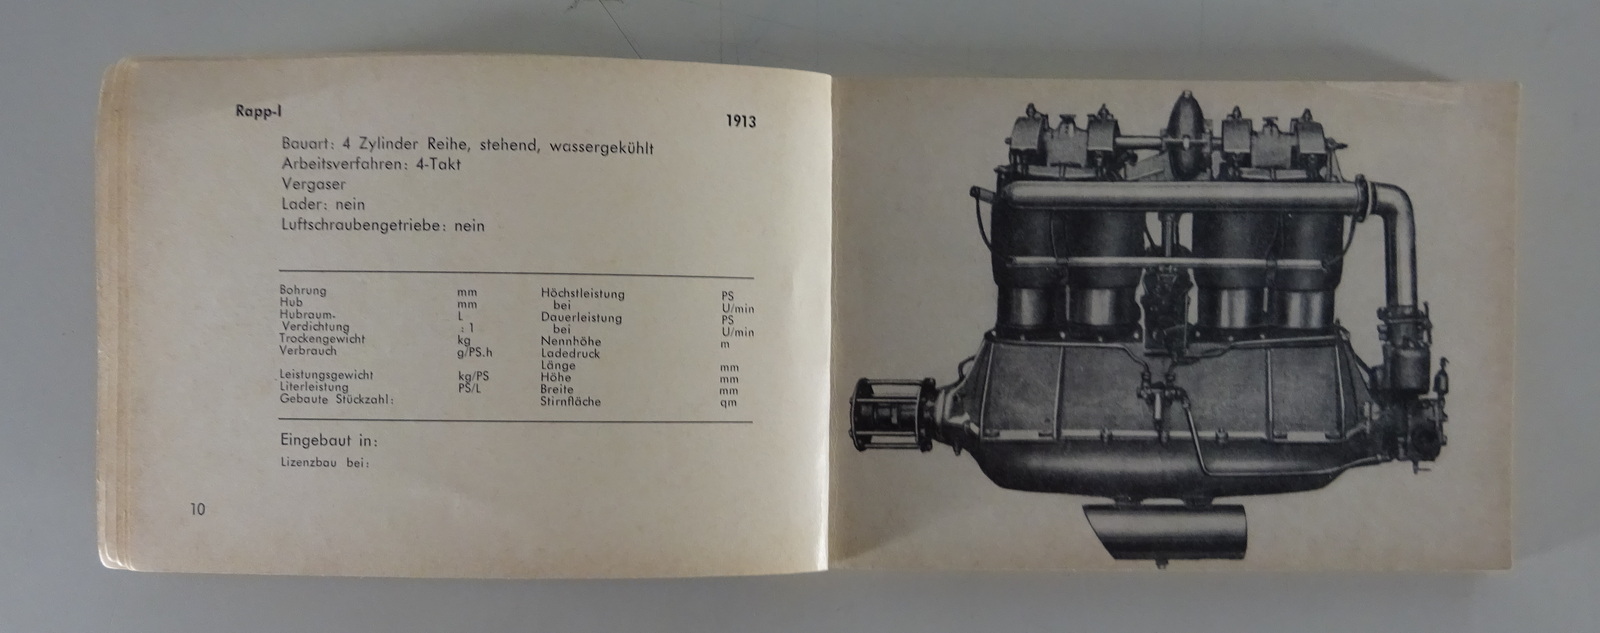 Rapp-I 1913
Bauart: 4 Zylinder Reihe, stehend, wassergekühlt
Arbeitsverfahren: 4-Takt
Vergaser
Lader: nein
Luftschraubengetriebe: nein
Bohrung mm Höchstleistung PS
Hub mm bei U/min
Hubraum- L Dauerleistung PS
Verdichtung : 1 bei U/min
Trockengewicht kg Nennhöhe m
Verbrauch g/PS.h Ladedruck
Länge mm
Leistungsgewicht kg/PS Höhe mm
Literleistung PS/L Breite mm
Gebaute Stückzahl: Stirnfläche qm
Eingebaut in:
Lizenzbau bei:
10